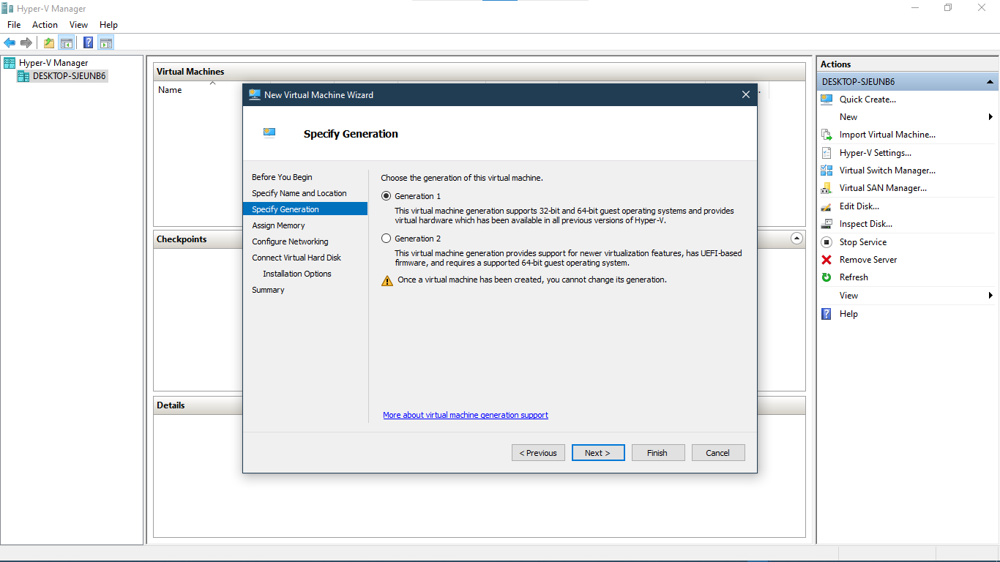 Hyper-V Manager
File Action View Help
Hyper-V Manager
DESKTOP-SJEUNB6
Virtual Machines
Name
Checkpoints
Details
New Virtual Machine Wizard
Specify Generation
Before You Begin
Specify Name and Location
Specify Generation
Assign Memory
Configure Networking
Connect Virtual Hard Disk
Installation Options
Summary
Choose the generation of this virtual machine.
Generation 1
This virtual machine generation supports 32-bit and 64-bit guest operating systems and provides
virtual hardware which has been available in all previous versions of Hyper-V.
Generation 2
This virtual machine generation provides support for newer virtualization features, has UEFI-based
firmware, and requires a supported 64-bit guest operating system.
Once a virtual machine has been created, you cannot change its generation.
More about virtual machine generation support
< Previous
Next >
Finish
Cancel
Actions
DESKTOP-SJEUNB6
Quick Create...
New
Import Virtual Machine...
Hyper-V Settings...
Virtual Switch Manager...
Virtual SAN Manager...
Edit Disk...
Inspect Disk...
Stop Service
Remove Server
Refresh
View
Help